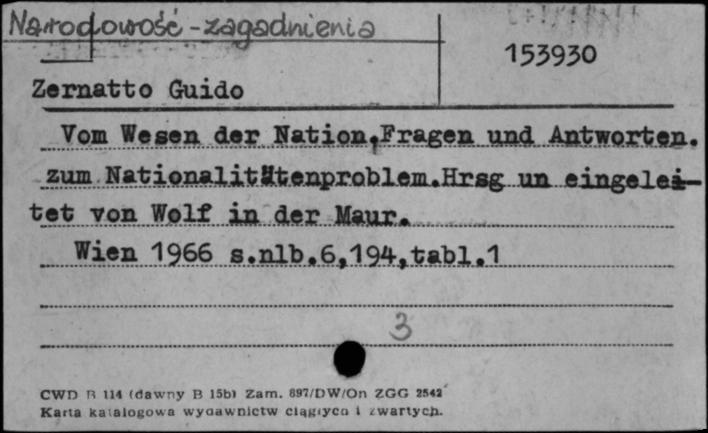 Narodowość - zagadnienia
153930
Zernatto Guido
Vom Wesen der Nation,Fragen und Antworten.
zum Nationalitätenproblem.Hrsg un eingelei-
tet von Wolf in der Maur.
Wien 1966 s.nlb.6,194,tabl.1
3
CWD B 114 (dawny B 15b) Zam. 897/DW/On ZGG 2542
Karta katalogowa wydawnictw ciągłych i zwartych.